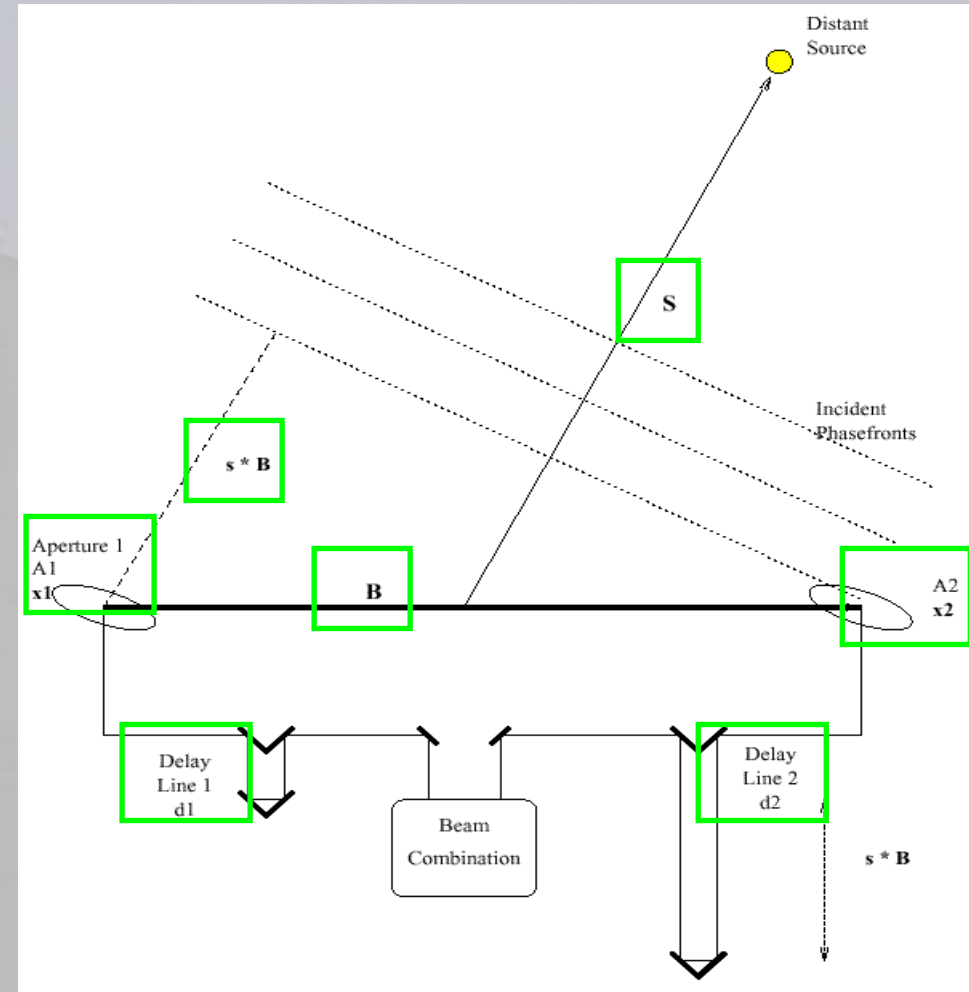 Distant
Source
S
Incident
Phasefronts
s * B
Aperture 1
A1
x1
B
A2
x2
Delay
Line 1
d1
Delay
Line 2
d2
Beam
Combination
s * B